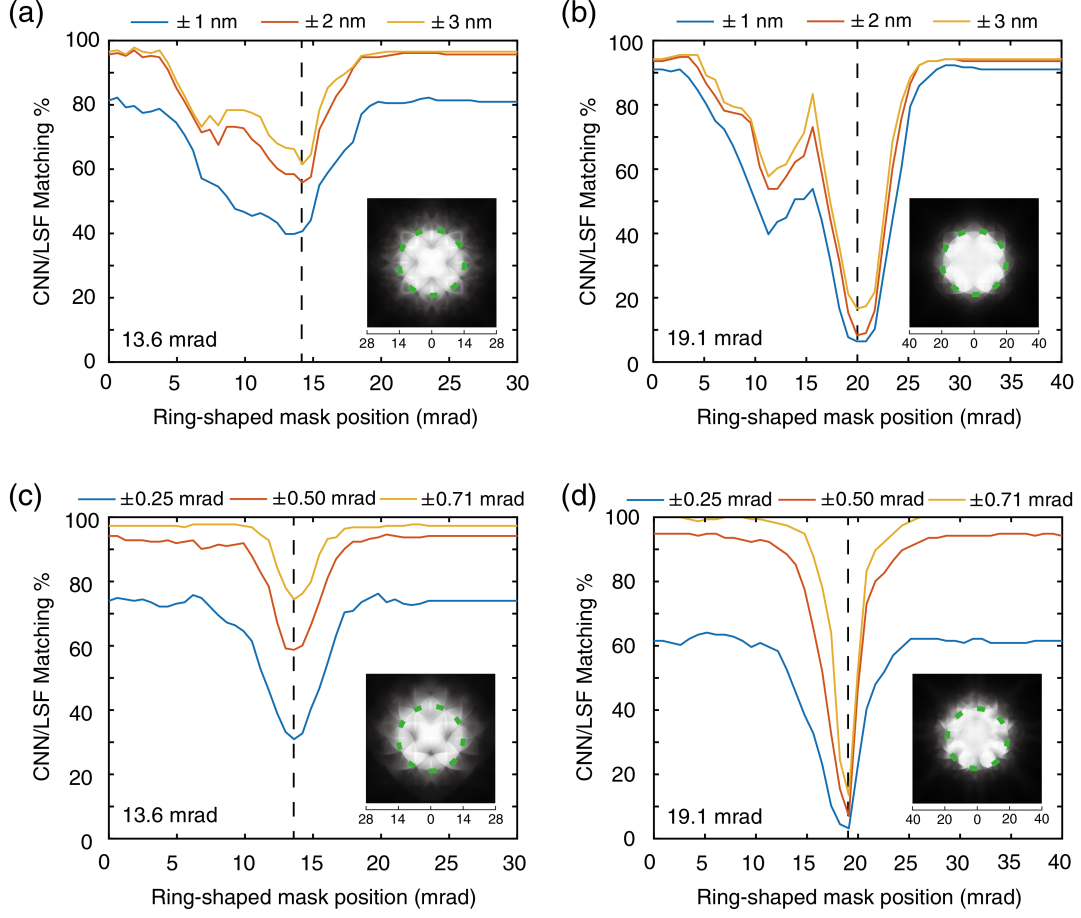 (a)
± 1 nm ± 2 nm ± 3 nm
100
80
60
40
20
0
CNN/LSF Matching %
13.6 mrad
28 14 0 14 28
0 5 10 15 20 25 30
Ring-shaped mask position (mrad)
(b)
± 1 nm ± 2 nm ± 3 nm
100
80
60
40
20
0
CNN/LSF Matching %
19.1 mrad
40 20 0 20 40
0 5 10 15 20 25 30 35 40
Ring-shaped mask position (mrad)
(c)
±0.25 mrad ±0.50 mrad ±0.71 mrad
100
80
60
40
20
0
CNN/LSF Matching %
13.6 mrad
28 14 0 14 28
0 5 10 15 20 25 30
Ring-shaped mask position (mrad)
(d)
±0.25 mrad ±0.50 mrad ±0.71 mrad
100
80
60
40
20
0
CNN/LSF Matching %
19.1 mrad
40 20 0 20 40
0 5 10 15 20 25 30 35 40
Ring-shaped mask position (mrad)